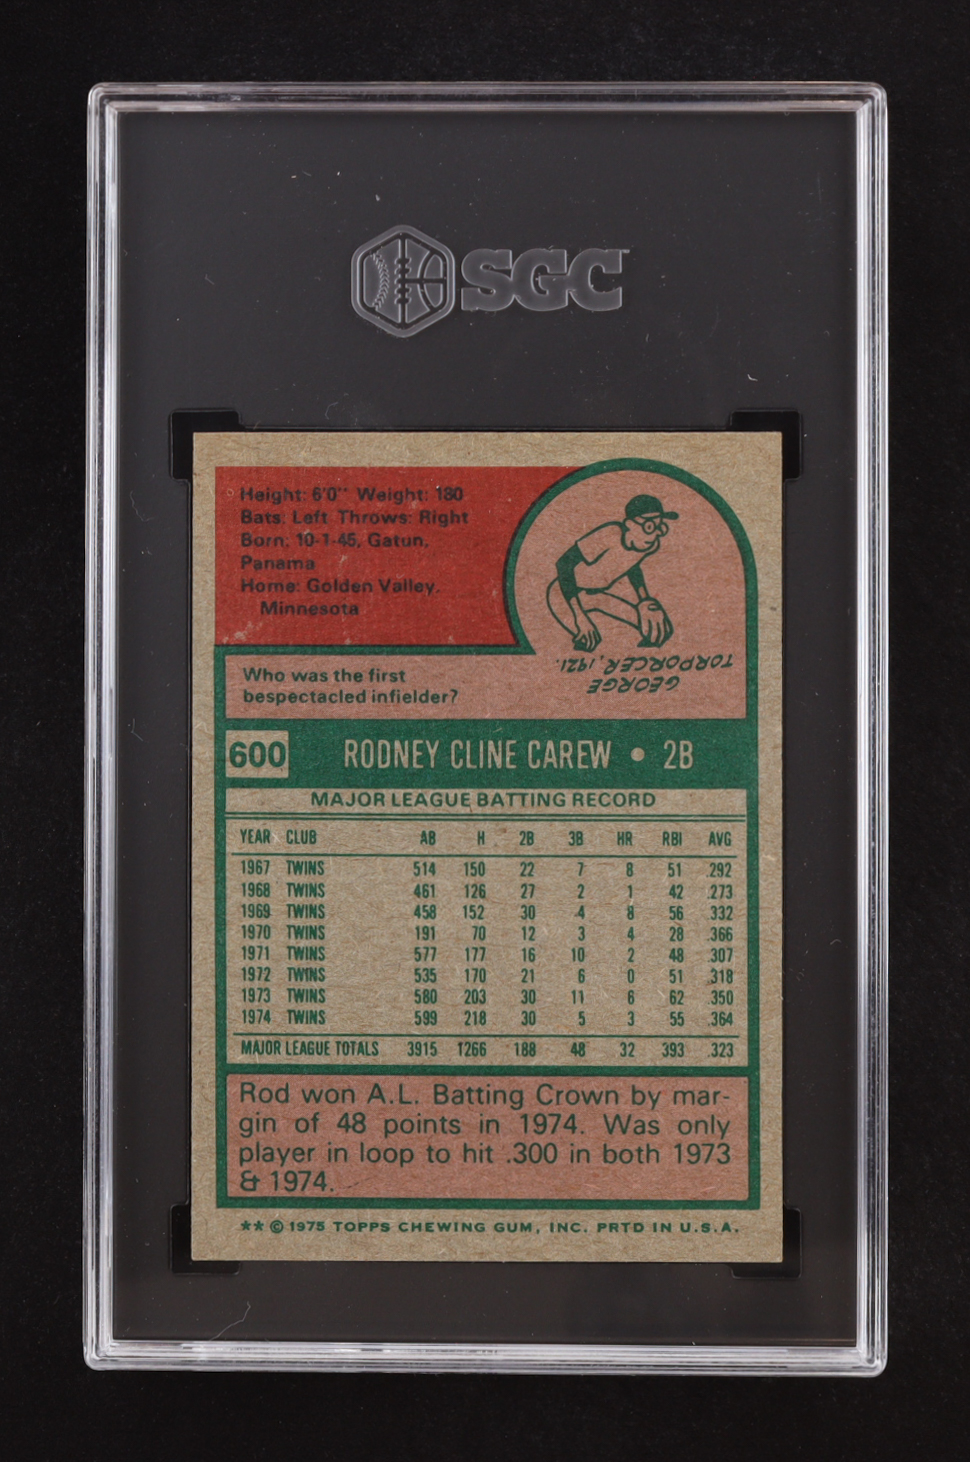 SGC
Height: 6'0" Weight: 180
Bats: Left Throws: Right
Born: 10-1-45, Gatun,
Panama
Home: Golden Valley,
Minnesota
GEORGE
TORPORCER, 1921.
Who was the first
bespectacled infielder?
600 RODNEY CLINE CAREW • 2B
MAJOR LEAGUE BATTING RECORD
YEAR CLUB AB H 2B 3B HR RBI AVG
1967 TWINS 514 150 22 7 8 51 .292
1968 TWINS 461 126 27 2 1 42 .273
1969 TWINS 458 152 30 4 8 56 .332
1970 TWINS 191 70 12 3 4 28 .366
1971 TWINS 577 177 16 10 2 48 .307
1972 TWINS 535 170 21 6 0 51 .318
1973 TWINS 580 203 30 11 6 62 .350
1974 TWINS 599 218 30 5 3 55 .364
MAJOR LEAGUE TOTALS 3915 1266 188 48 32 393 .323
Rod won A.L. Batting Crown by mar-
gin of 48 points in 1974. Was only
player in loop to hit .300 in both 1973
& 1974.
** © 1975 TOPPS CHEWING GUM, INC. PRTD IN U.S.A.